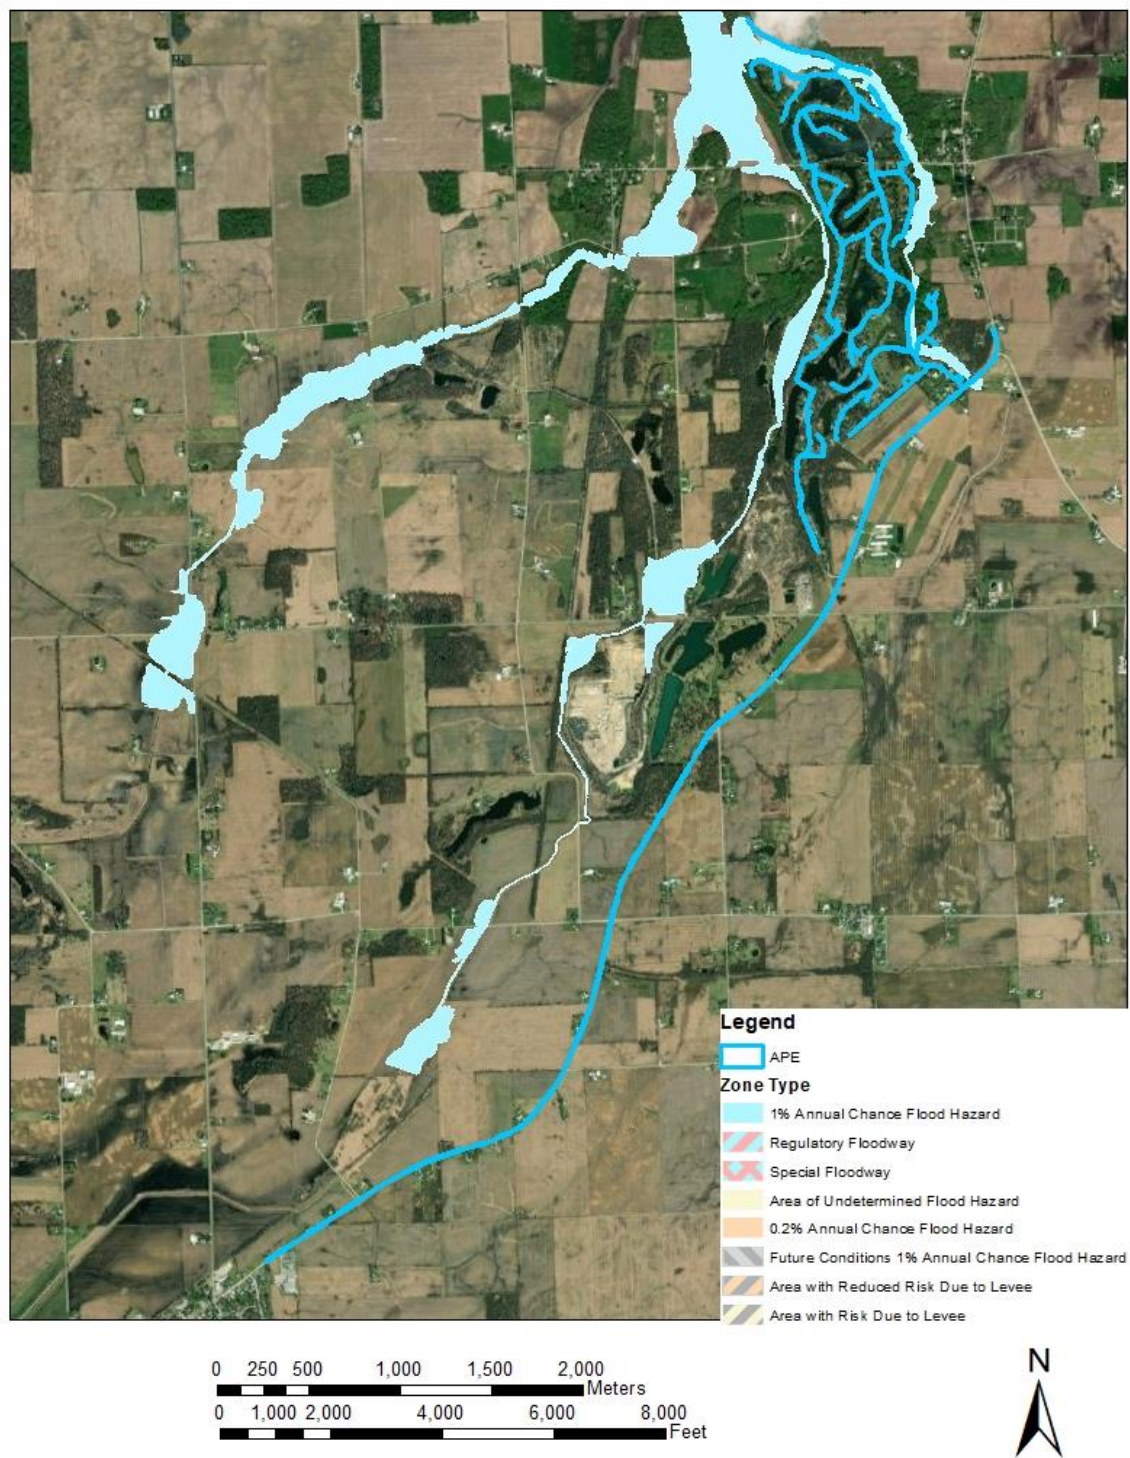 Legend
APE
Zone Type
1% Annual Chance Flood Hazard
Regulatory Floodway
Special Floodway
Area of Undetermined Flood Hazard
0.2% Annual Chance Flood Hazard
Future Conditions 1% Annual Chance Flood Hazard
Area with Reduced Risk Due to Levee
Area with Risk Due to Levee
0 250 500 1,000 1,500 2,000
Meters
0 1,000 2,000 4,000 6,000 8,000
Feet
N